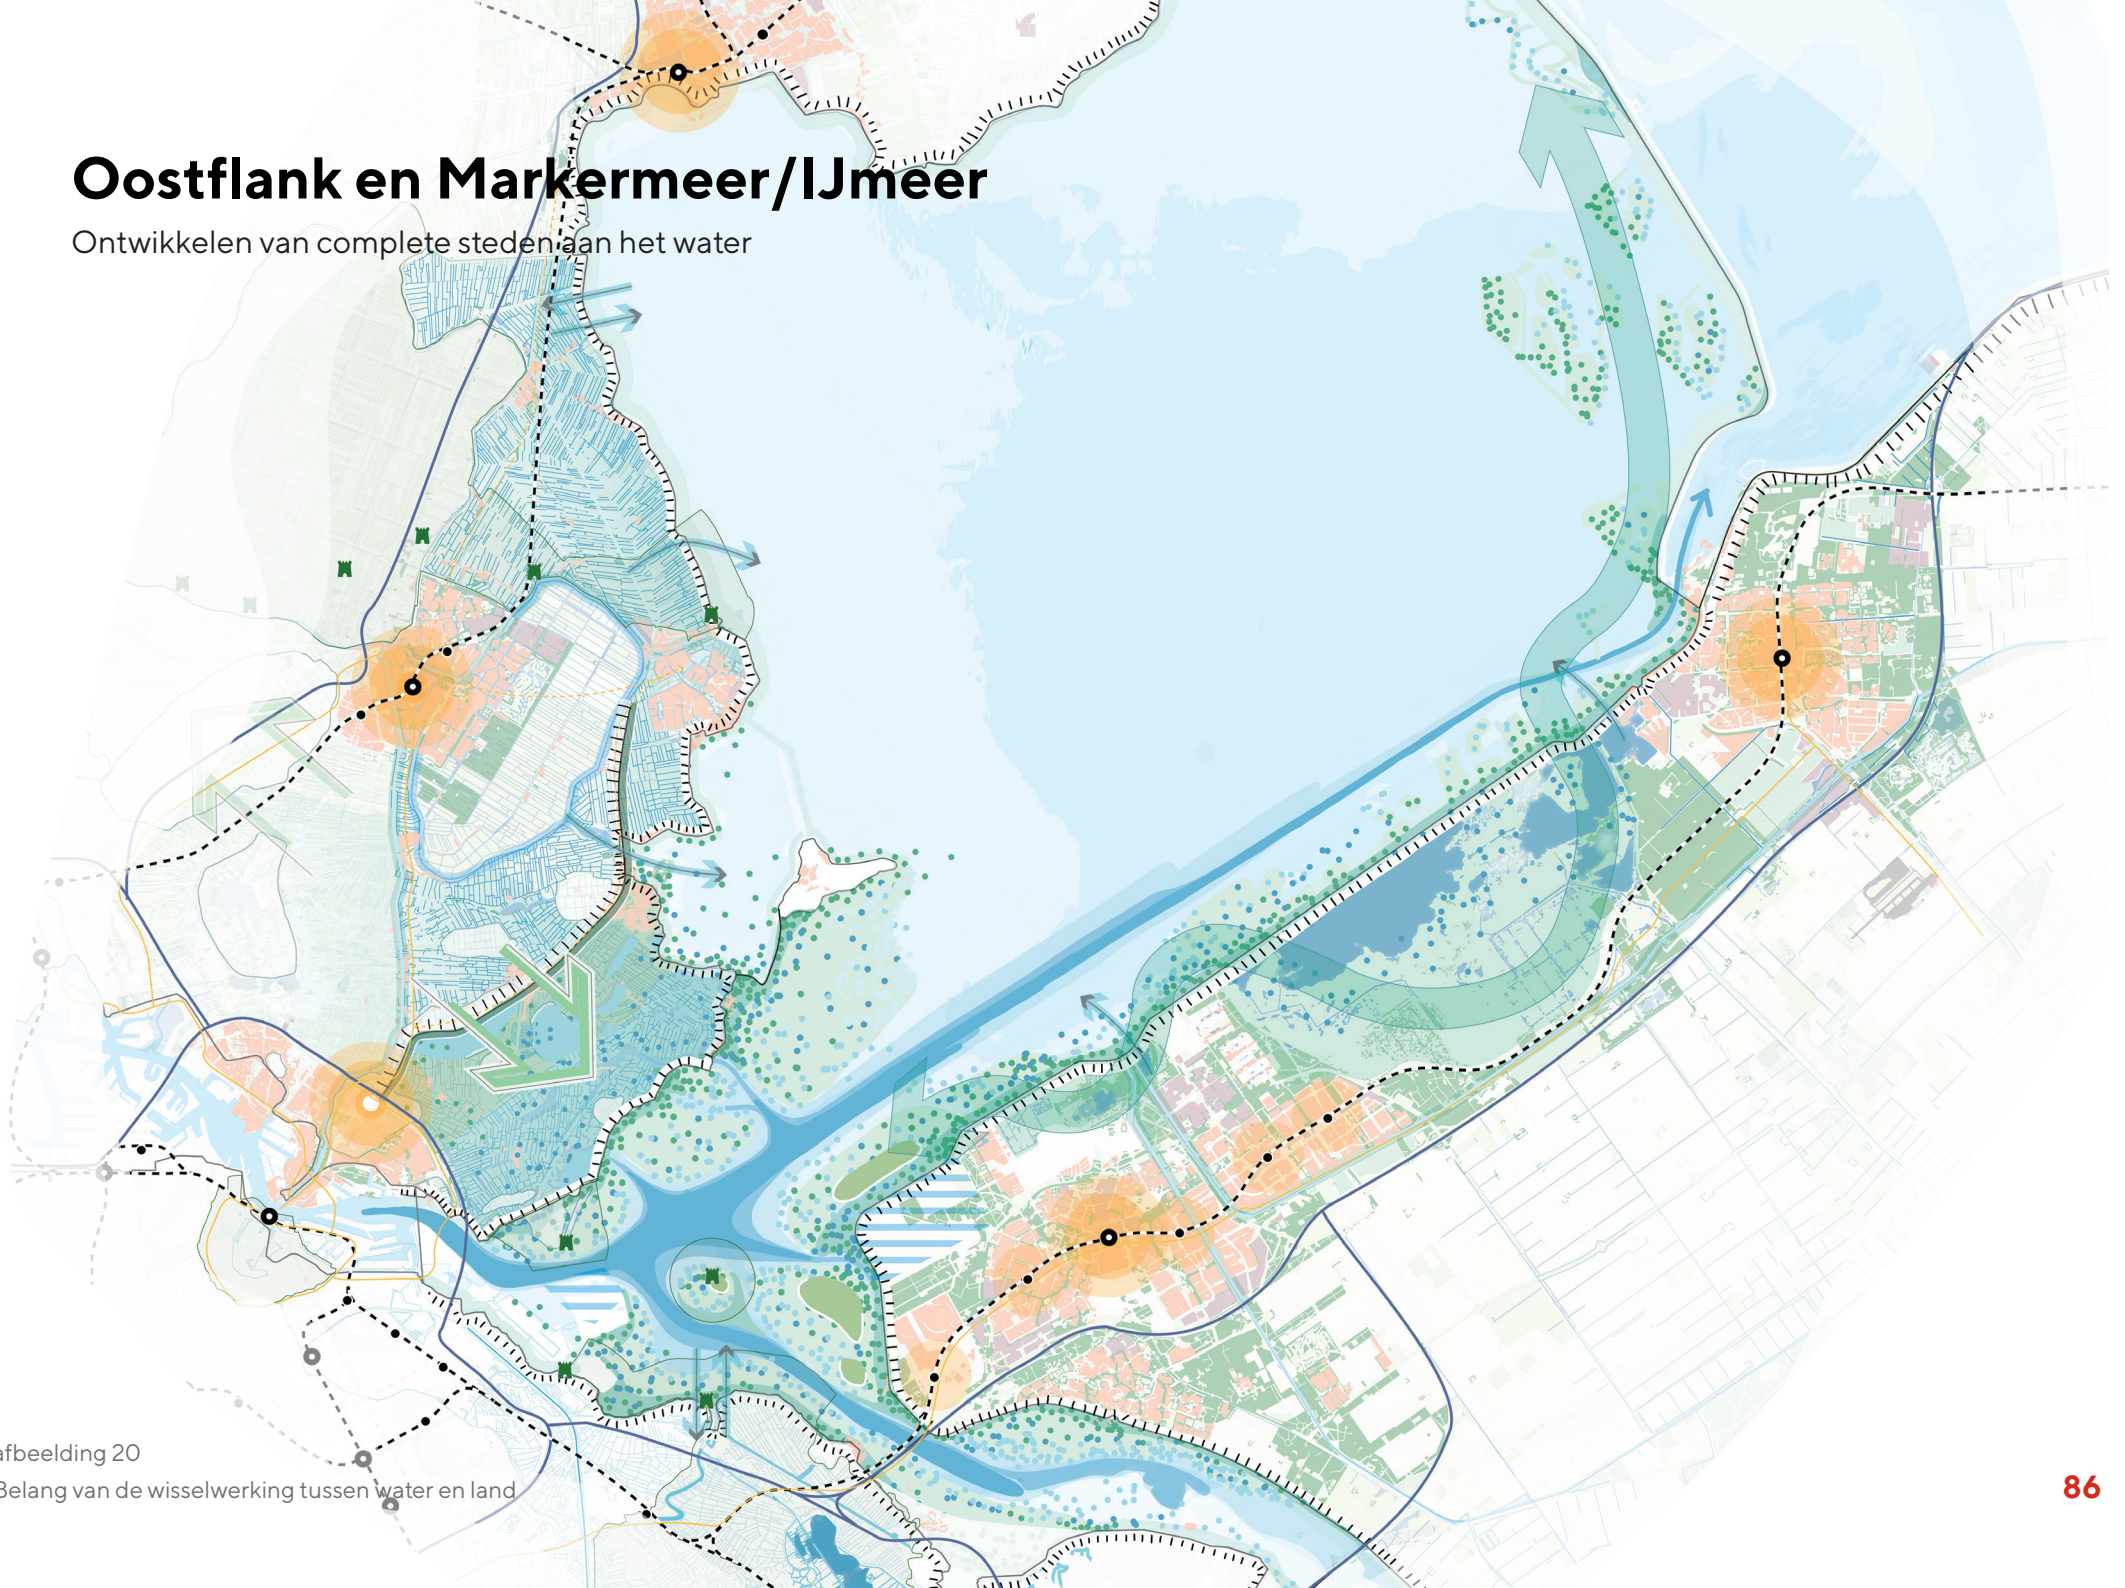 Oostflank en Markermeer/IJmeer
Ontwikkelen van complete steden aan het water
afbeelding 20
Belang van de wisselwerking tussen water en land
86